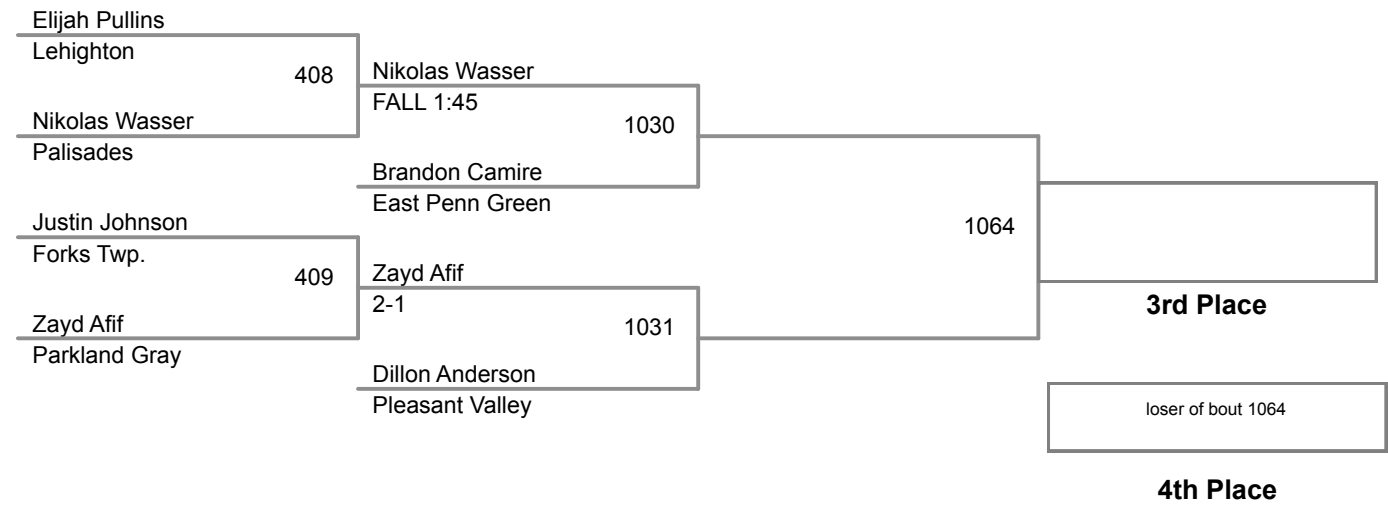 Elijah Pullins
Lehighton
408
Nikolas Wasser
Palisades
Justin Johnson
Forks Twp.
409
Zayd Afif
Parkland Gray
Nikolas Wasser
FALL 1:45
1030
Brandon Camire
East Penn Green
Zayd Afif
2-1
1031
Dillon Anderson
Pleasant Valley
1064
3rd Place
loser of bout 1064
4th Place